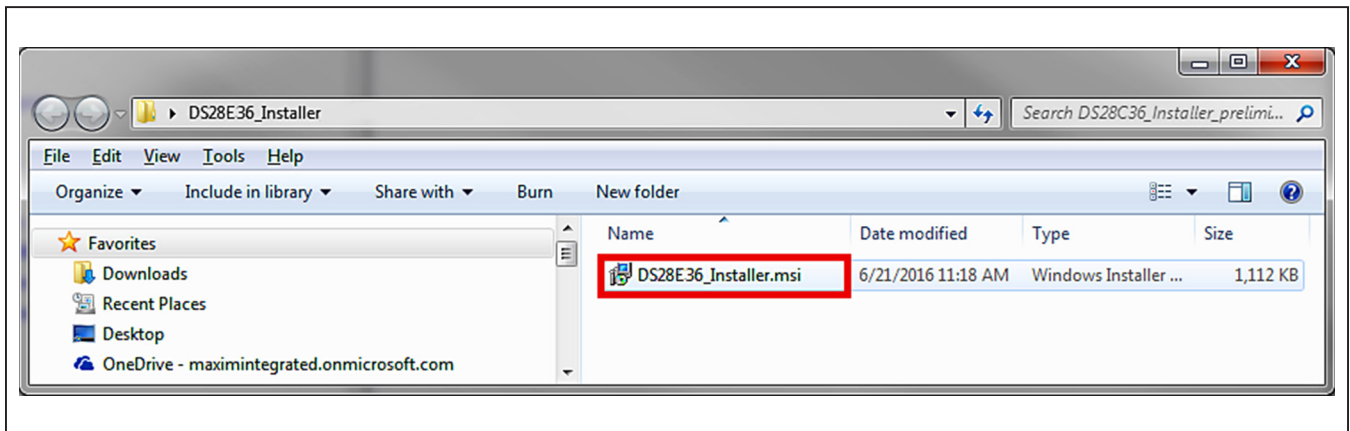 DS28E36_Installer
Search DS28C36_Installer_prelimi...
File Edit View Tools Help
Organize Include in library Share with Burn New folder
Favorites
Downloads
Recent Places
Desktop
OneDrive - maximintegrated.onmicrosoft.com
Name Date modified Type Size
DS28E36_Installer.msi 6/21/2016 11:18 AM Windows Installer ... 1,112 KB